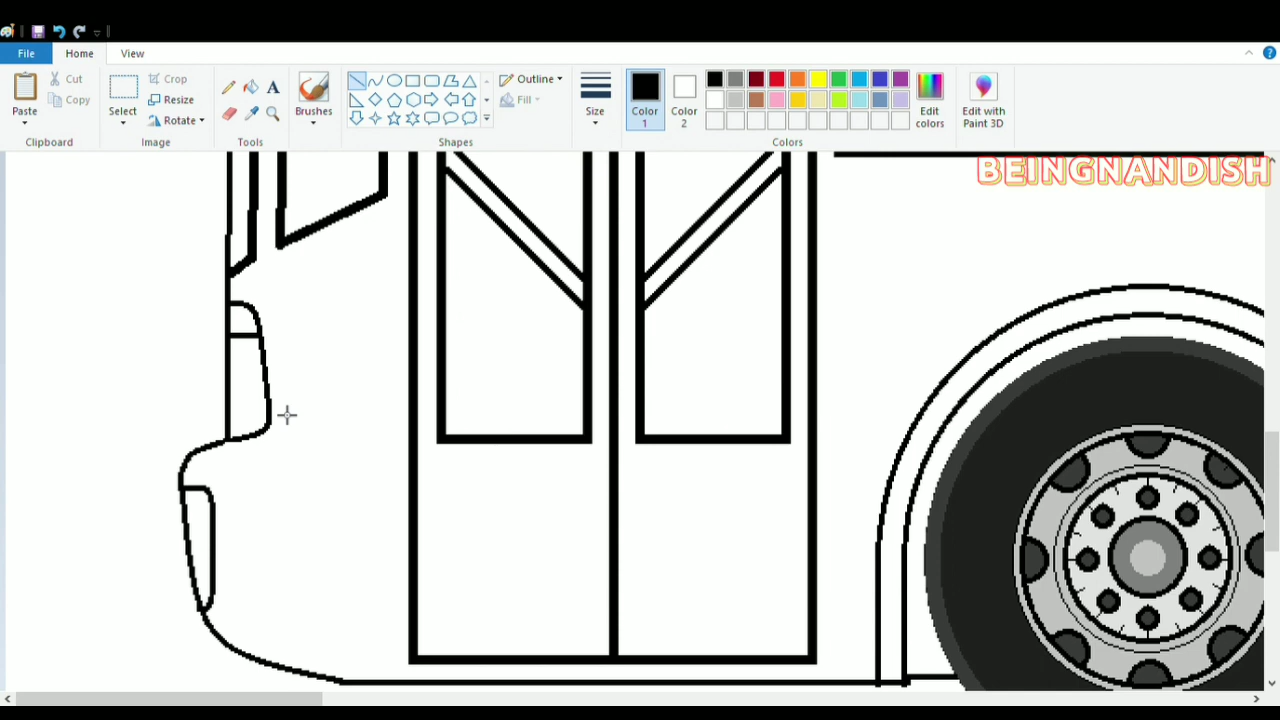 File Home View
Paste Cut Copy Select Crop Resize Rotate Brushes Outline Fill Size Color 1 Color 2 Edit colors Edit with Paint 3D
Clipboard Image Tools Shapes Colors
BEINGNANDISH